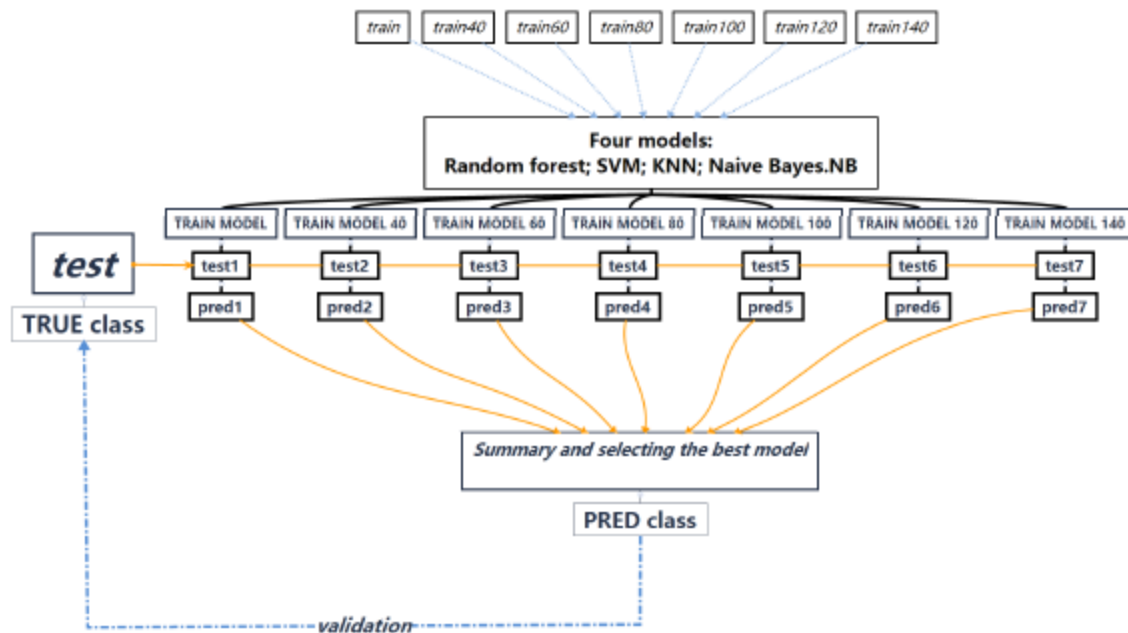 train
train40
train60
train80
train100
train120
train140
Four models:
Random forest; SVM; KNN; Naive Bayes.NB
TRAIN MODEL
TRAIN MODEL 40
TRAIN MODEL 60
TRAIN MODEL 80
TRAIN MODEL 100
TRAIN MODEL 120
TRAIN MODEL 140
test
test1
test2
test3
test4
test5
test6
test7
TRUE class
pred1
pred2
pred3
pred4
pred5
pred6
pred7
Summary and selecting the best model
PRED class
validation